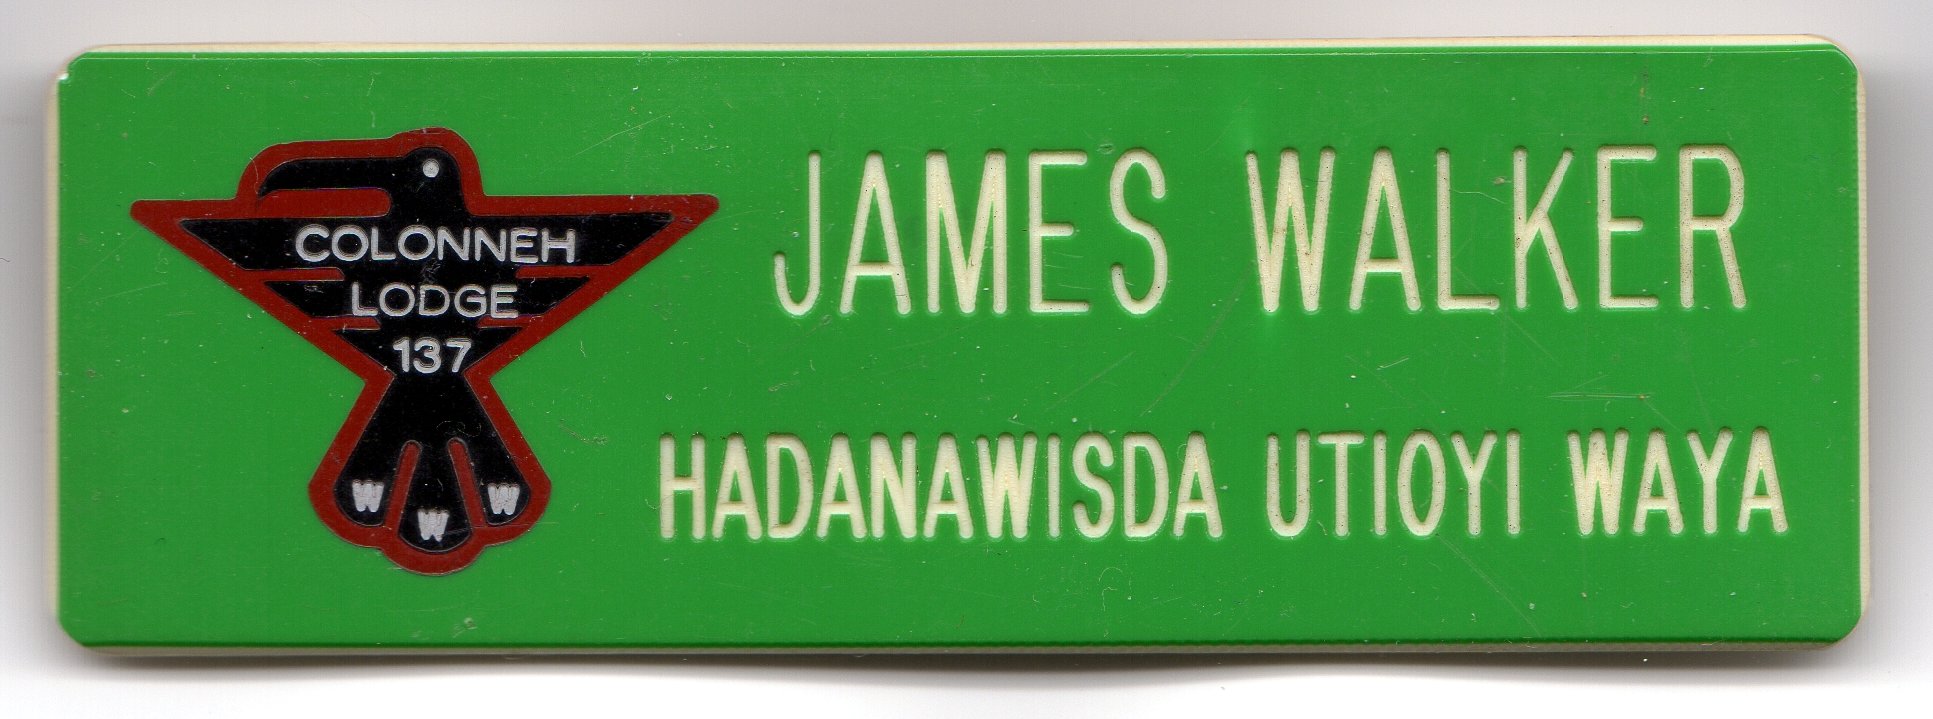 COLONNEH
LODGE
137
W W W
JAMES WALKER
HADANAWISDA UTIOYI WAYA